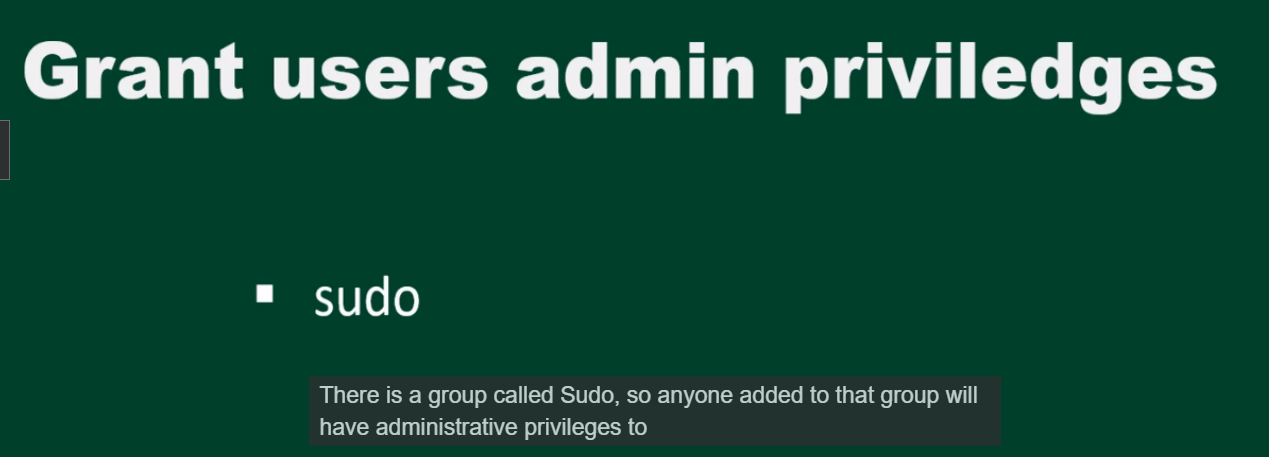 Grant users admin priviledges
▪ sudo
There is a group called Sudo, so anyone added to that group will
have administrative privileges to